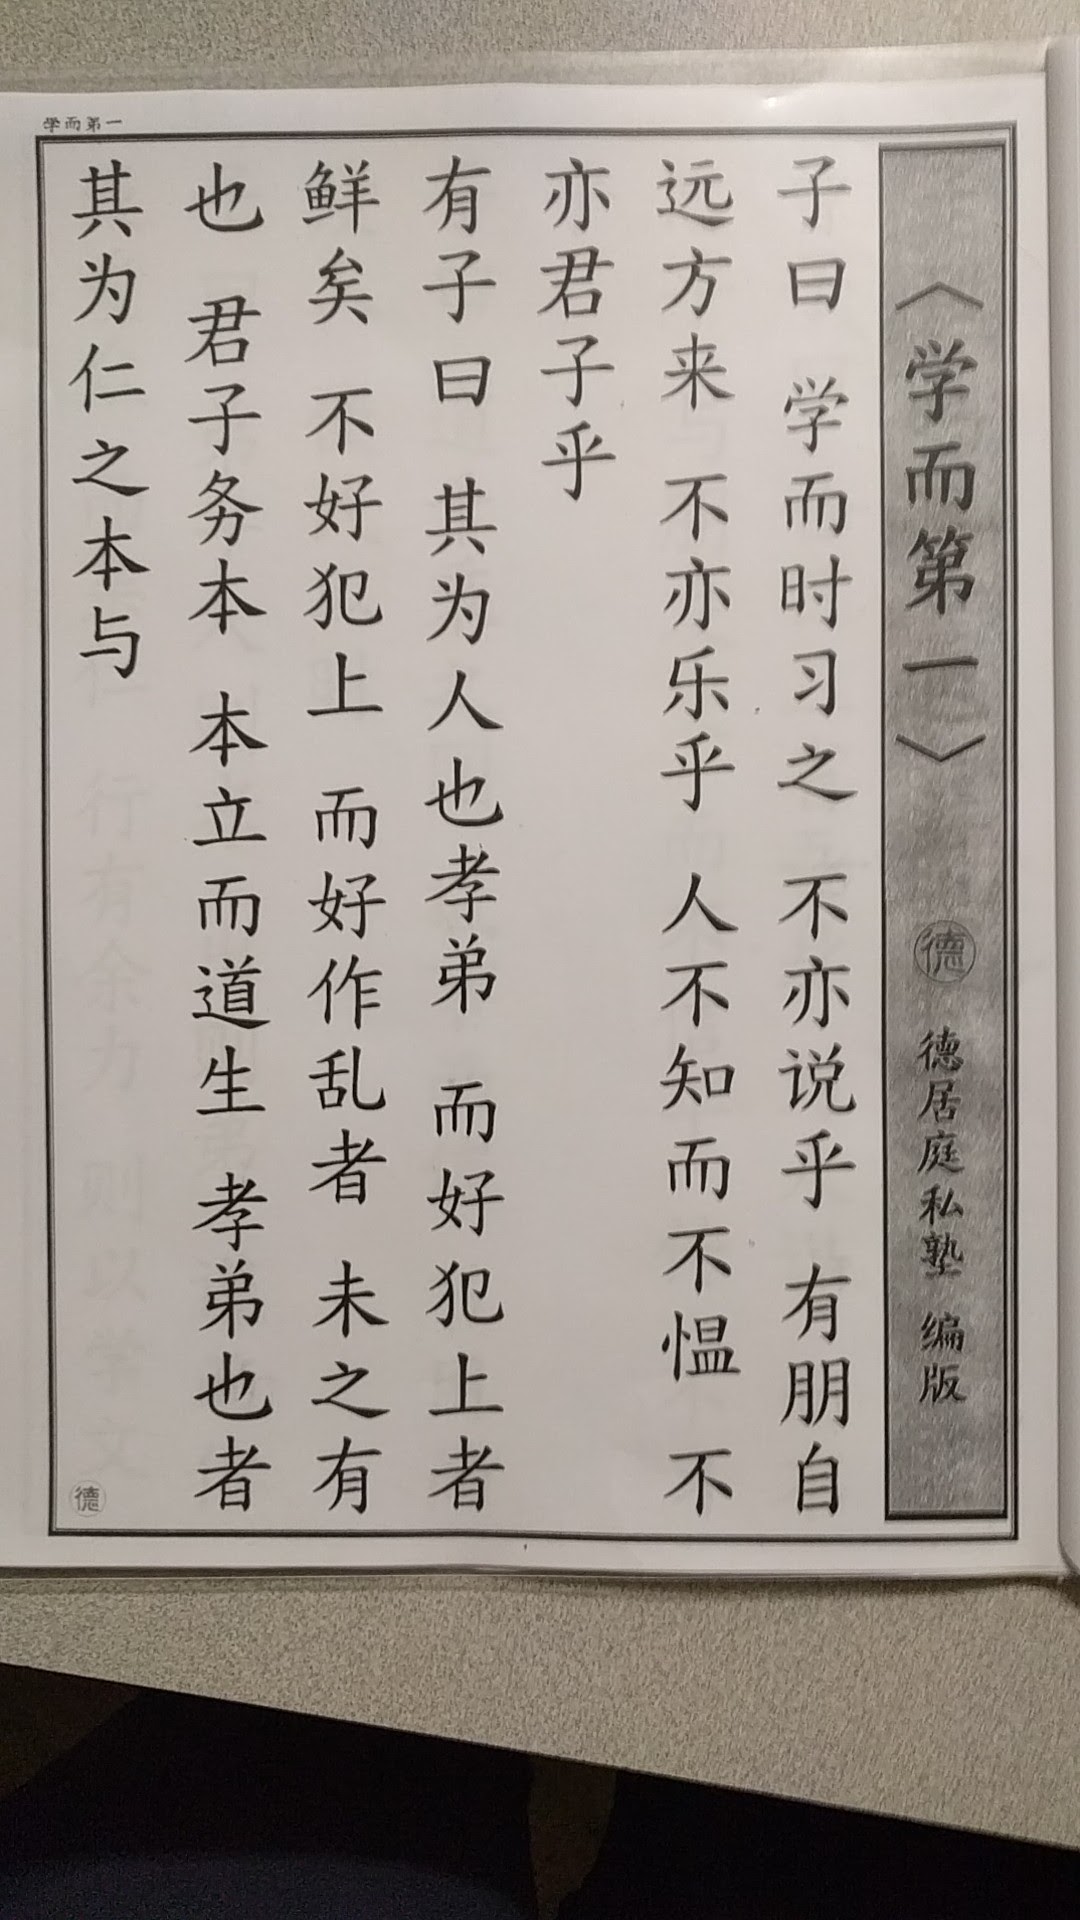 学而第一
〈学而第一〉 德 德居庭私塾 编版
子曰 学而时习之 不亦说乎 有朋自
远方来 不亦乐乎 人不知而不愠 不
亦君子乎
有子曰 其为人也孝弟 而好犯上者
鲜矣 不好犯上 而好作乱者 未之有
也 君子务本 本立而道生 孝弟也者
其为仁之本与
德